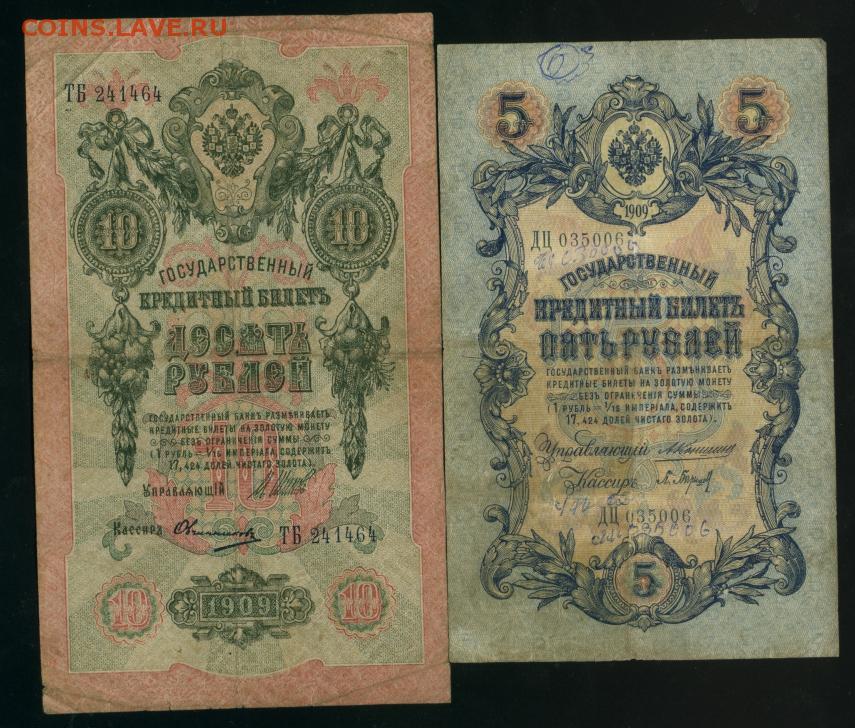 COINS.LAVE.RU
ТБ 241464
10 10
ГОСУДАРСТВЕННЫЙ
КРЕДИТНЫЙ БИЛЕТЪ
ДЕСЯТЬ
РУБЛЕЙ
ГОСУДАРСТВЕННЫЙ БАНКЪ РАЗМѢНИВАЕТЪ
КРЕДИТНЫЕ БИЛЕТЫ НА ЗОЛОТУЮ МОНЕТУ
БЕЗЪ ОГРАНИЧЕНІЯ СУММЫ
(1 РУБЛЬ = 1/15 ИМПЕРІАЛА, СОДЕРЖИТЪ
17,424 ДОЛЕЙ ЧИСТАГО ЗОЛОТА).
10
Управляющій
Кассиръ Овчинниковъ ТБ 241464
10 1909 10
5 5
1909
ДЦ 035006
ГОСУДАРСТВЕННЫЙ
КРЕДИТНЫЙ БИЛЕТЪ
ПЯТЬ РУБЛЕЙ
ГОСУДАРСТВЕННЫЙ БАНКЪ РАЗМѢНИВАЕТЪ
КРЕДИТНЫЕ БИЛЕТЫ НА ЗОЛОТУЮ МОНЕТУ
БЕЗЪ ОГРАНИЧЕНІЯ СУММЫ
(1 РУБЛЬ = 1/15 ИМПЕРІАЛА, СОДЕРЖИТЪ
17,424 ДОЛЕЙ ЧИСТАГО ЗОЛОТА).
Управляющій А.Коншинъ
Кассиръ
ДЦ 035006
035006
5